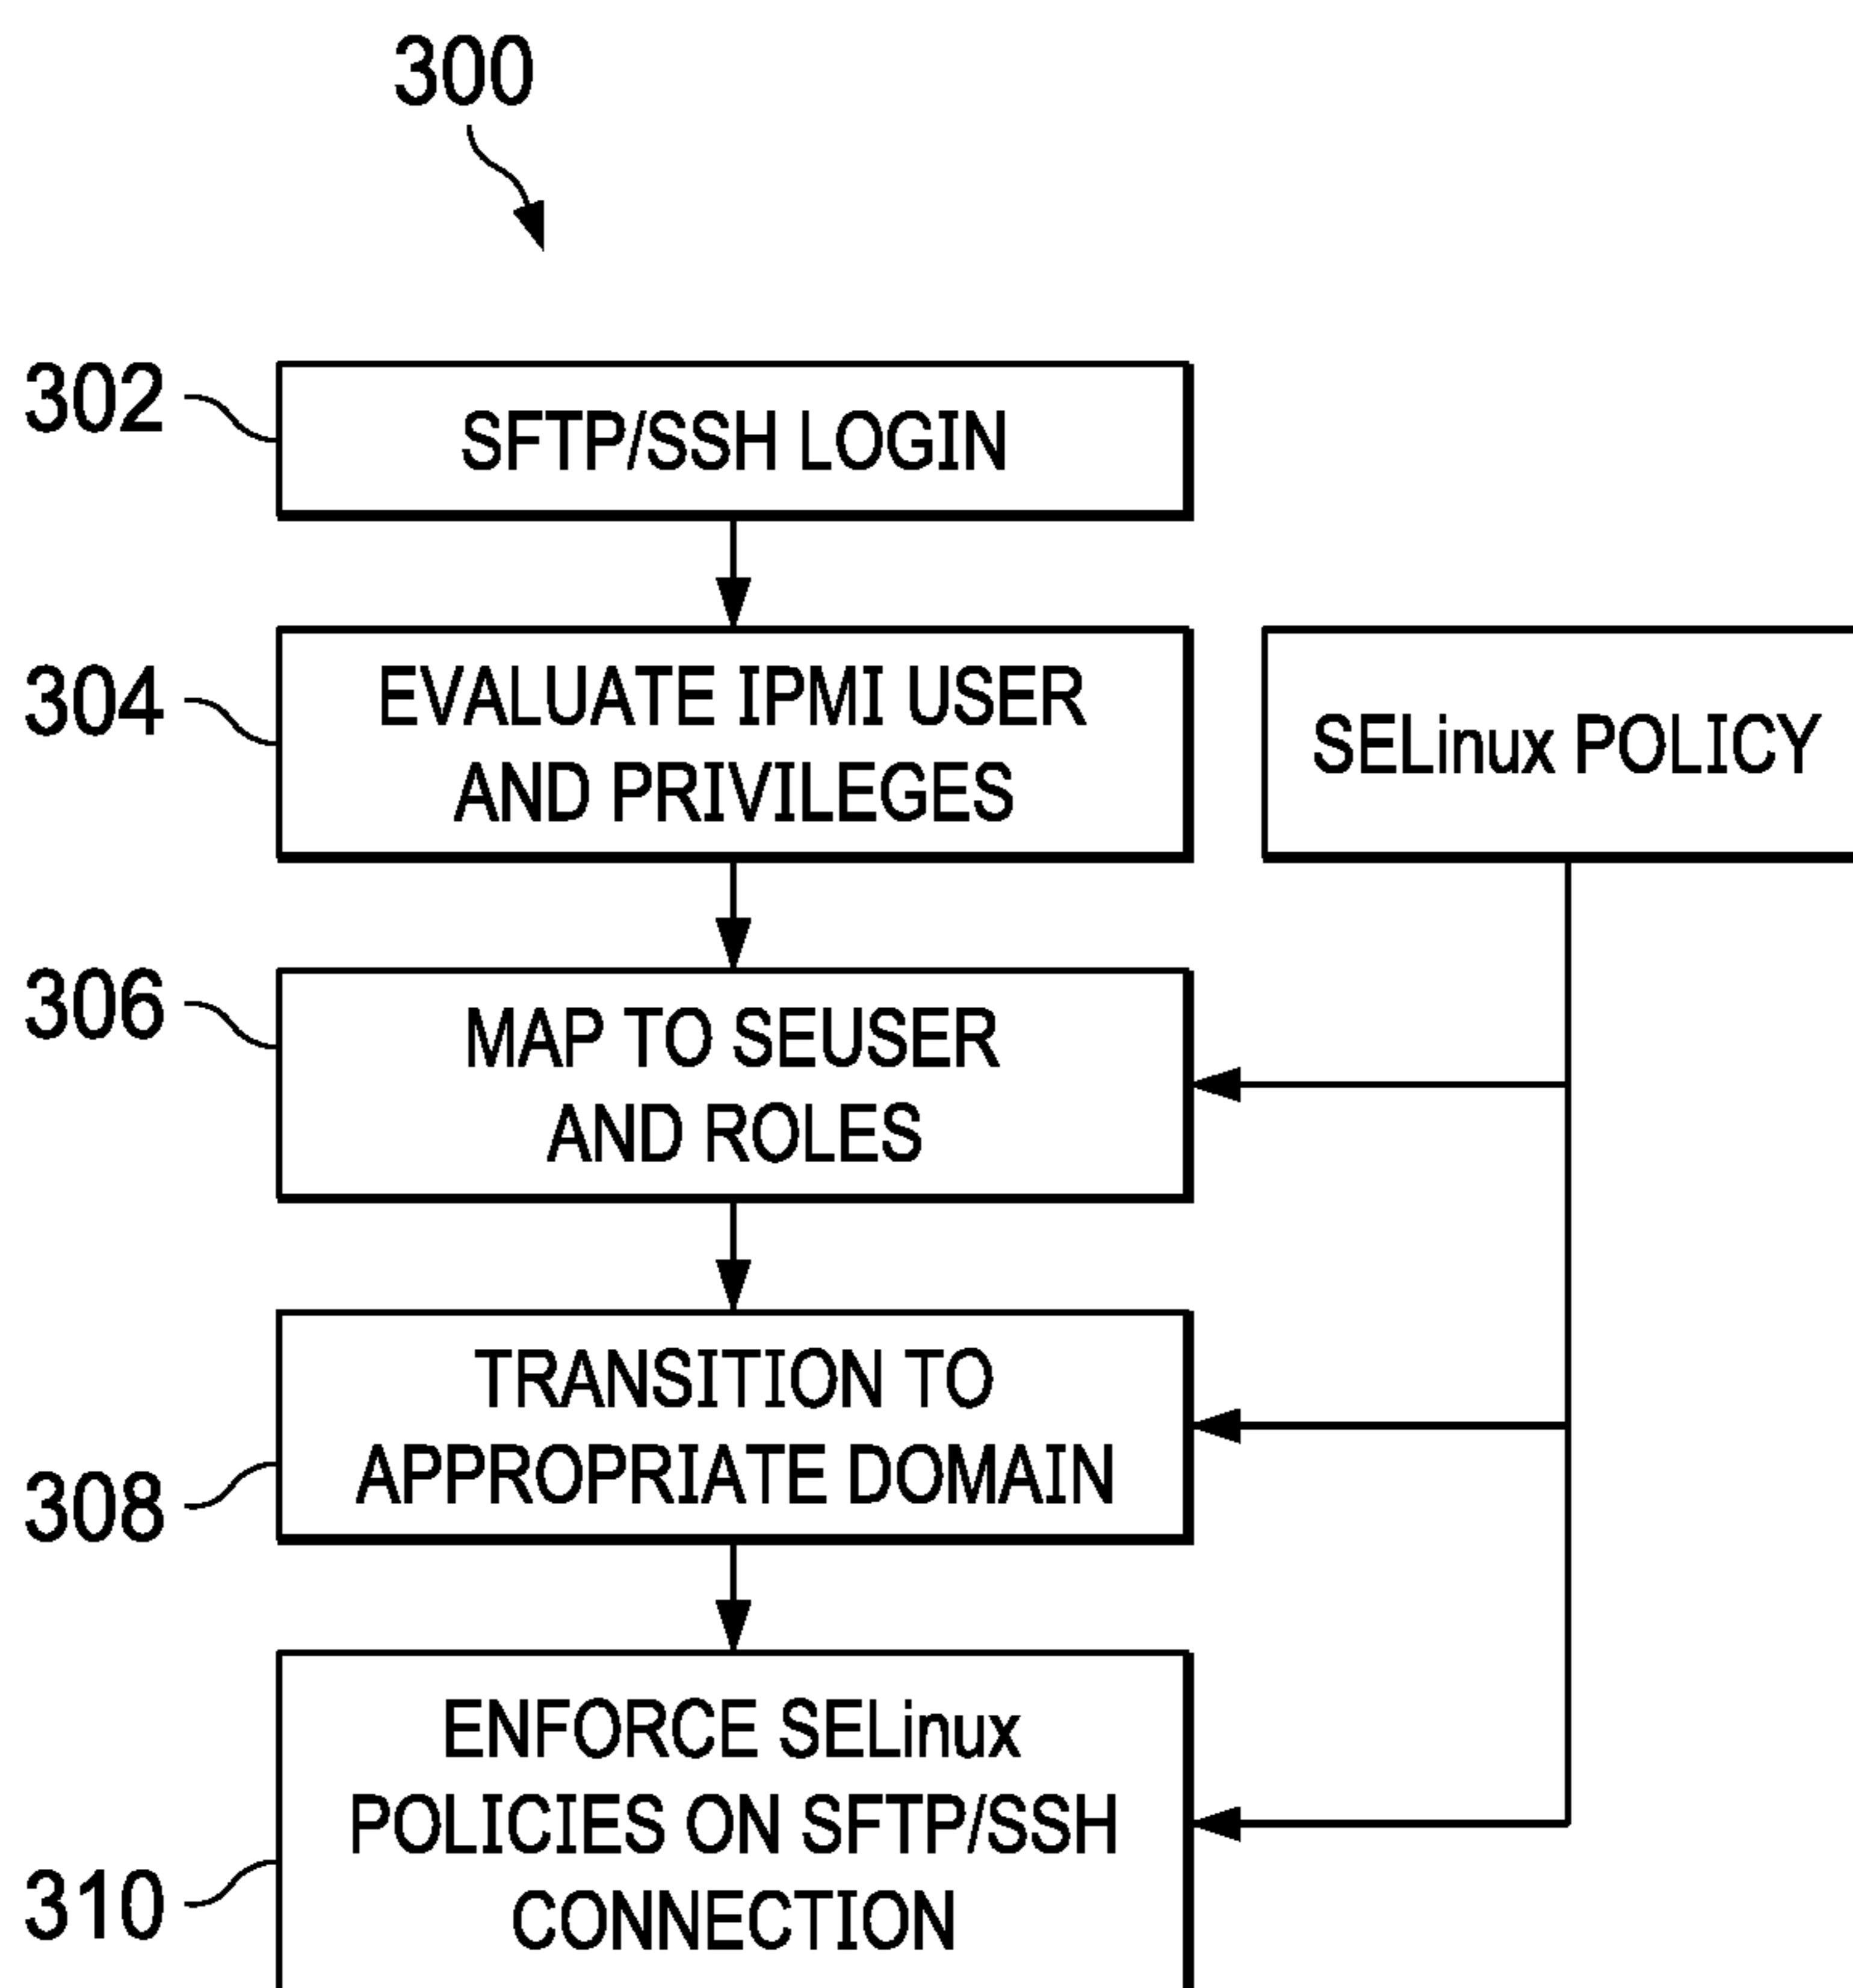 300
302
SFTP/SSH LOGIN
304
EVALUATE IPMI USER
AND PRIVILEGES
SELinux POLICY
306
MAP TO SEUSER
AND ROLES
308
TRANSITION TO
APPROPRIATE DOMAIN
310
ENFORCE SELinux
POLICIES ON SFTP/SSH
CONNECTION